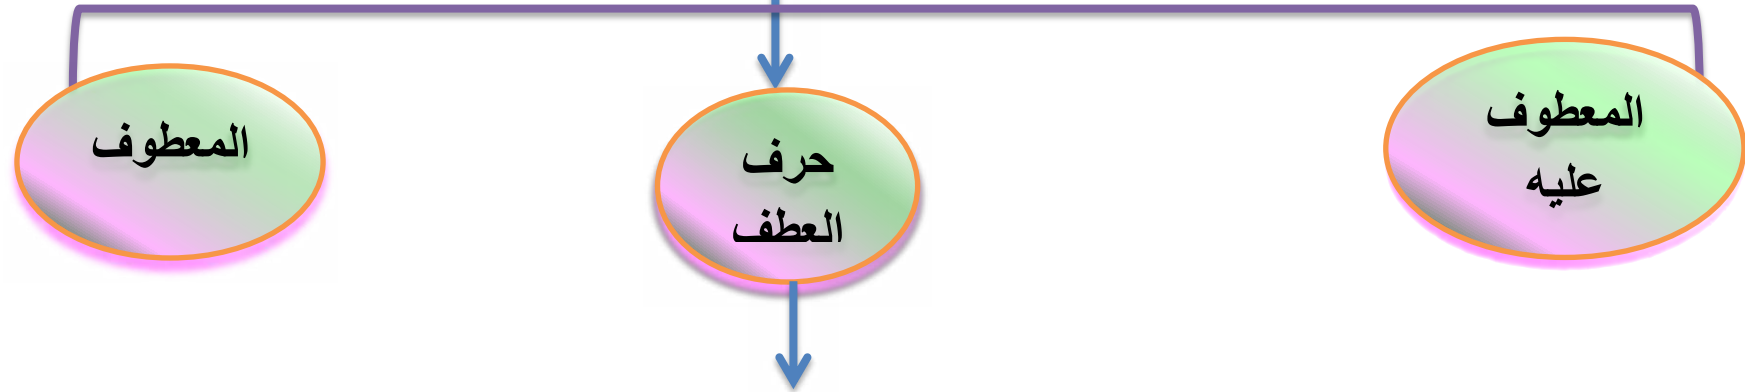 المعطوف
عليه
حرف
العطف
المعطوف